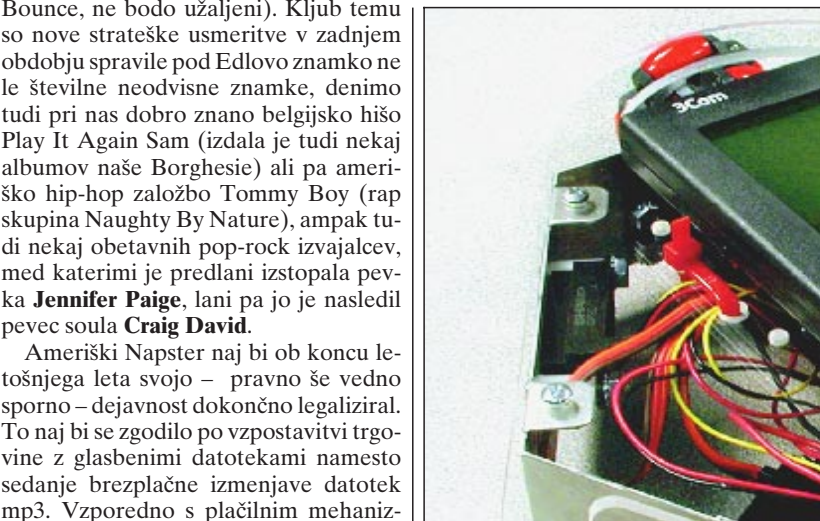 Bounce, ne bodo užaljeni). Kljub temu
so nove strateške usmeritve v zadnjem
obdobju spravile pod Edlovo znamko ne
le številne neodvisne znamke, denimo
tudi pri nas dobro znano belgijsko hišo
Play It Again Sam (izdala je tudi nekaj
albumov naše Borghesie) ali pa ameri-
ško hip-hop založbo Tommy Boy (rap
skupina Naughty By Nature), ampak tu-
di nekaj obetavnih pop-rock izvajalcev,
med katerimi je predlani izstopala pev-
ka Jennifer Paige, lani pa jo je nasledil
pevec soula Craig David.
Ameriški Napster naj bi ob koncu le-
tošnjega leta svojo – pravno še vedno
sporno – dejavnost dokončno legaliziral.
To naj bi se zgodilo po vzpostavitvi trgo-
vine z glasbenimi datotekami namesto
sedanje brezplačne izmenjave datotek
mp3. Vzporedno s plačilnim mehaniz-
3Com